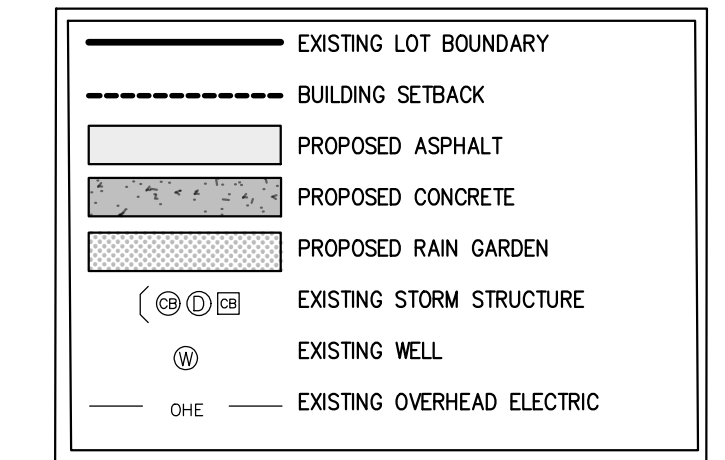 EXISTING LOT BOUNDARY
BUILDING SETBACK
PROPOSED ASPHALT
PROPOSED CONCRETE
PROPOSED RAIN GARDEN
CB D CB EXISTING STORM STRUCTURE
W EXISTING WELL
OHE EXISTING OVERHEAD ELECTRIC